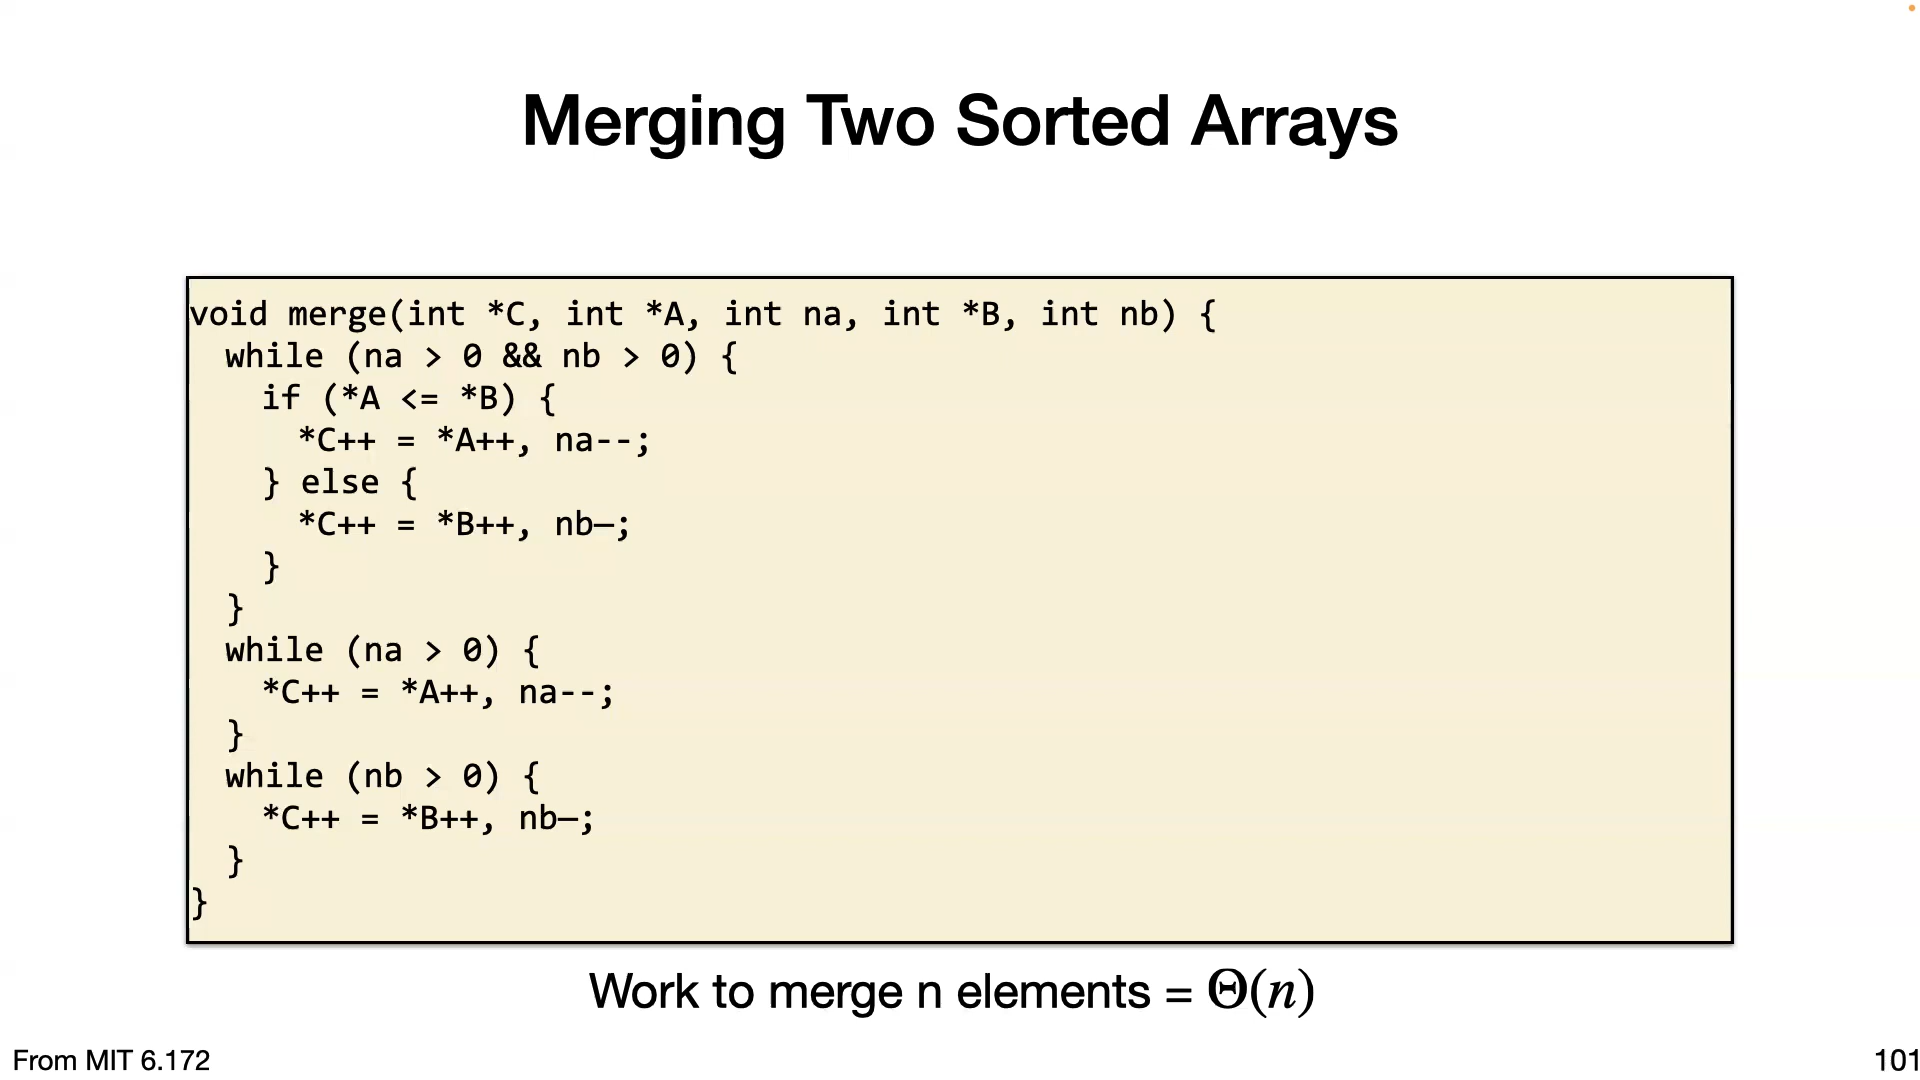 Merging Two Sorted Arrays
void merge(int *C, int *A, int na, int *B, int nb) {
  while (na > 0 && nb > 0) {
    if (*A <= *B) {
      *C++ = *A++, na--;
    } else {
      *C++ = *B++, nb—;
    }
  }
  while (na > 0) {
    *C++ = *A++, na--;
  }
  while (nb > 0) {
    *C++ = *B++, nb—;
  }
}
Work to merge n elements = Θ(n)
From MIT 6.172
101